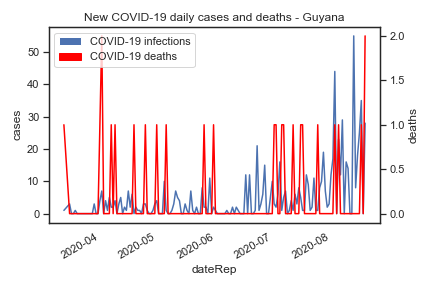 New COVID-19 daily cases and deaths - Guyana
COVID-19 infections
COVID-19 deaths
50
40
30
20
10
0
cases
2.0
1.5
1.0
0.5
0.0
deaths
2020-04
2020-05
2020-06
2020-07
2020-08
dateRep